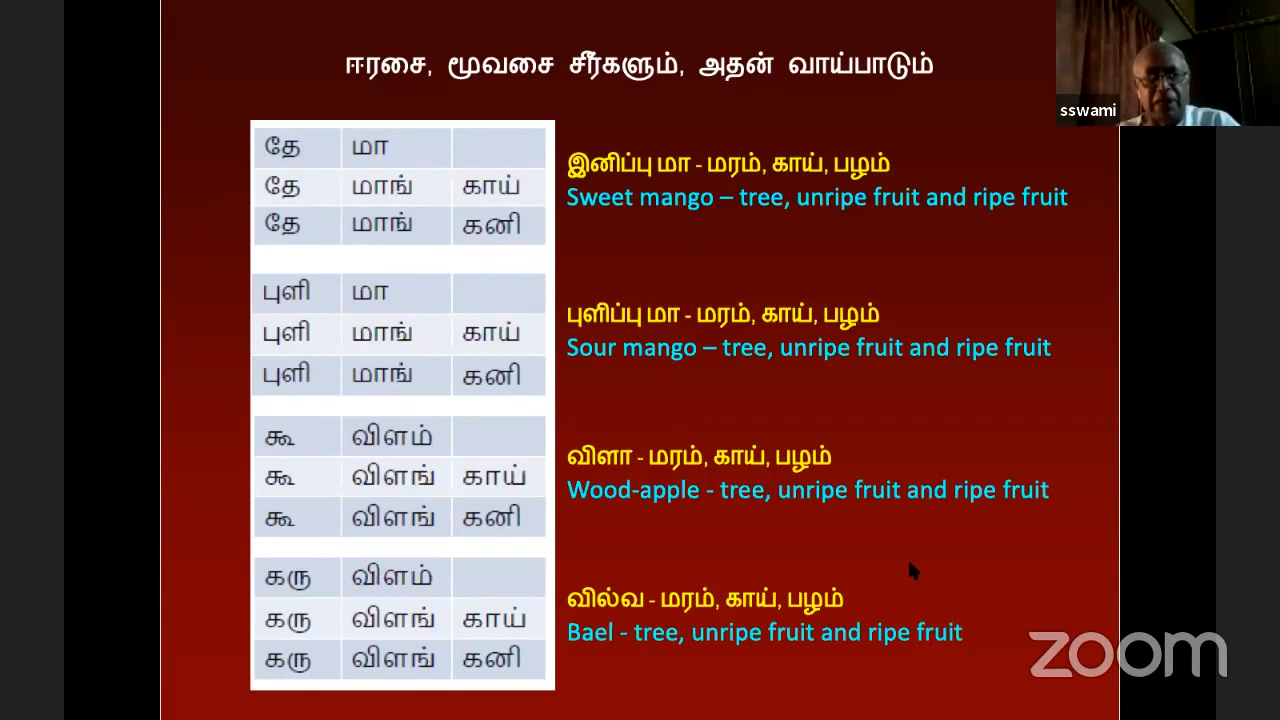 ஈரசை, மூவசை சீர்களும், அதன் வாய்பாடும்
sswami
தே மா
தே மாங் காய்
தே மாங் கனி
இனிப்பு மா - மரம், காய், பழம்
Sweet mango – tree, unripe fruit and ripe fruit
புளி மா
புளி மாங் காய்
புளி மாங் கனி
புளிப்பு மா - மரம், காய், பழம்
Sour mango – tree, unripe fruit and ripe fruit
கூ விளம்
கூ விளங் காய்
கூ விளங் கனி
விளா - மரம், காய், பழம்
Wood-apple - tree, unripe fruit and ripe fruit
கரு விளம்
கரு விளங் காய்
கரு விளங் கனி
வில்வ - மரம், காய், பழம்
Bael - tree, unripe fruit and ripe fruit
zoom